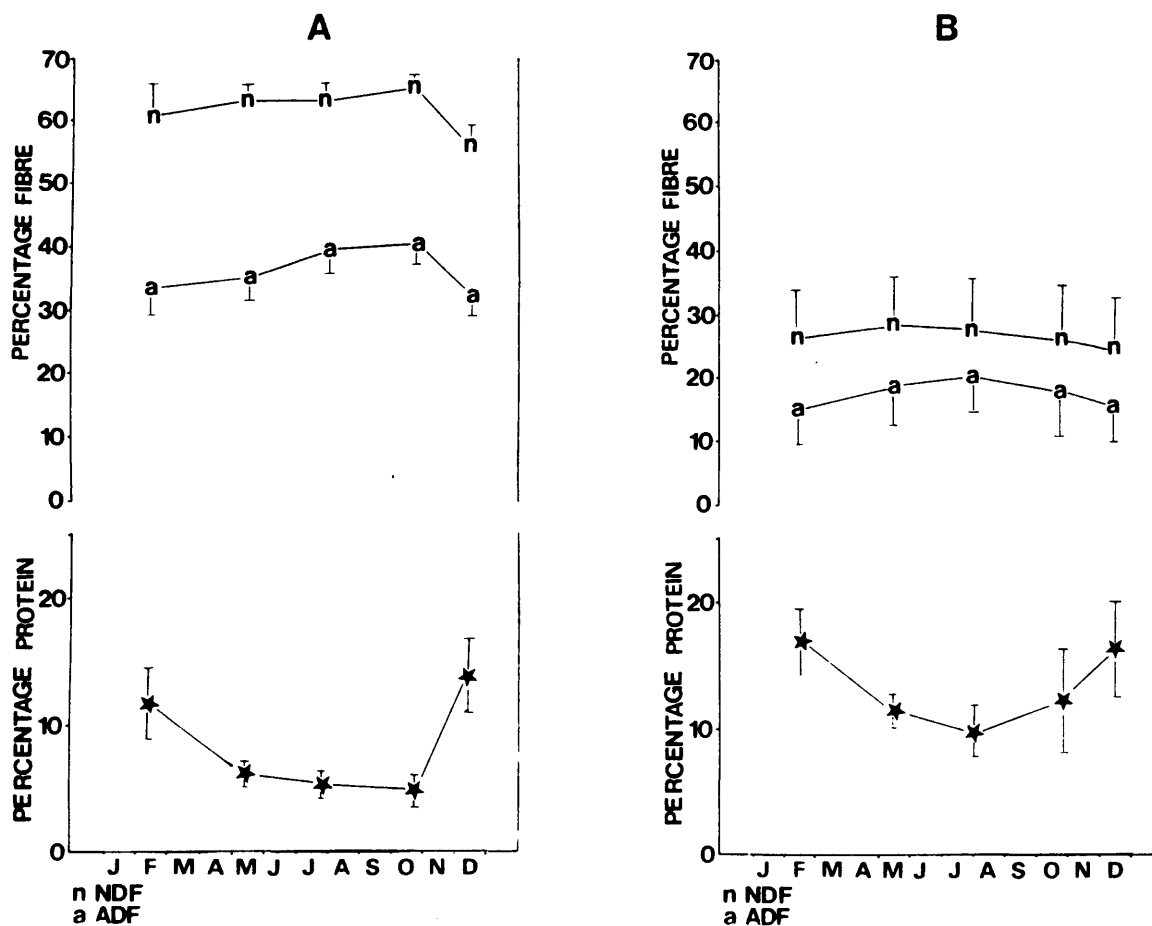 A
70
60
50
40
30
20
10
0
PERCENTAGE FIBRE
n n n n n
a a a a a
20
10
0
PERCENTAGE PROTEIN
J F M A M J J A S O N D
n NDF
a ADF
B
70
60
50
40
30
20
10
0
PERCENTAGE FIBRE
n n n n n
a a a a a
20
10
0
PERCENTAGE PROTEIN
J F M A M J J A S O N D
n NDF
a ADF